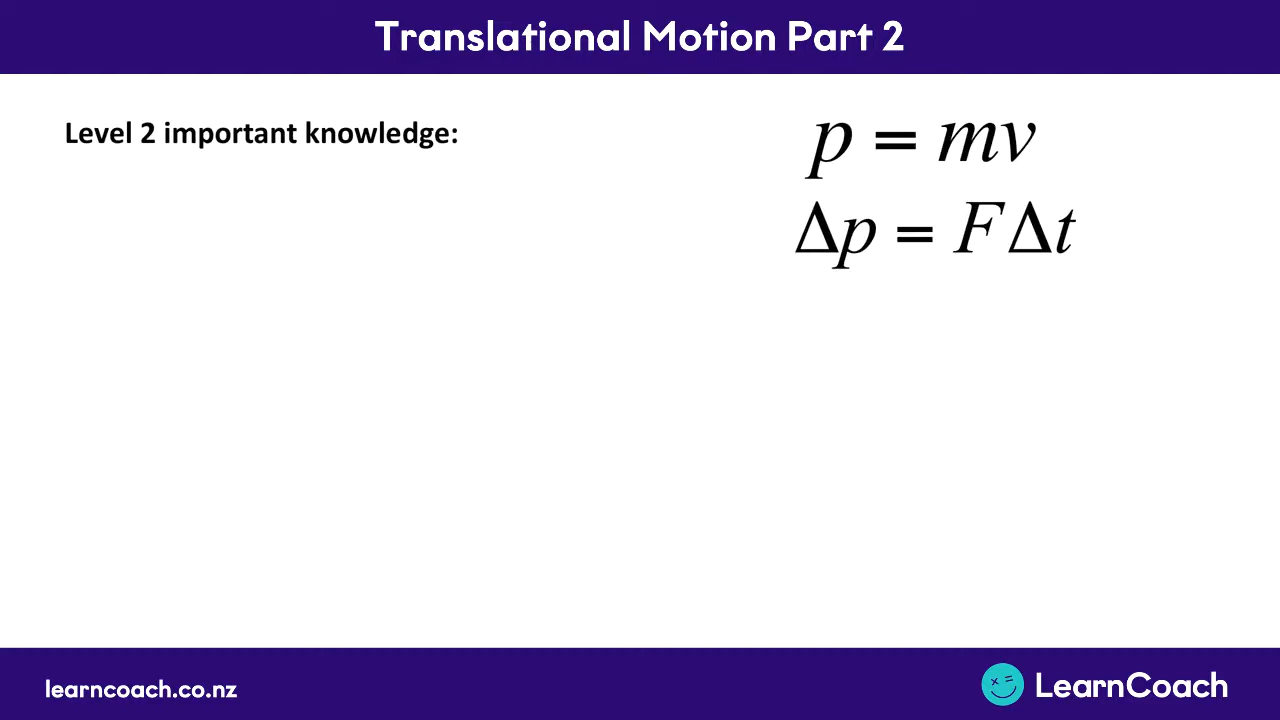 Translational Motion Part 2
Level 2 important knowledge:
p = mv
Δp = FΔt
learncoach.co.nz
LearnCoach